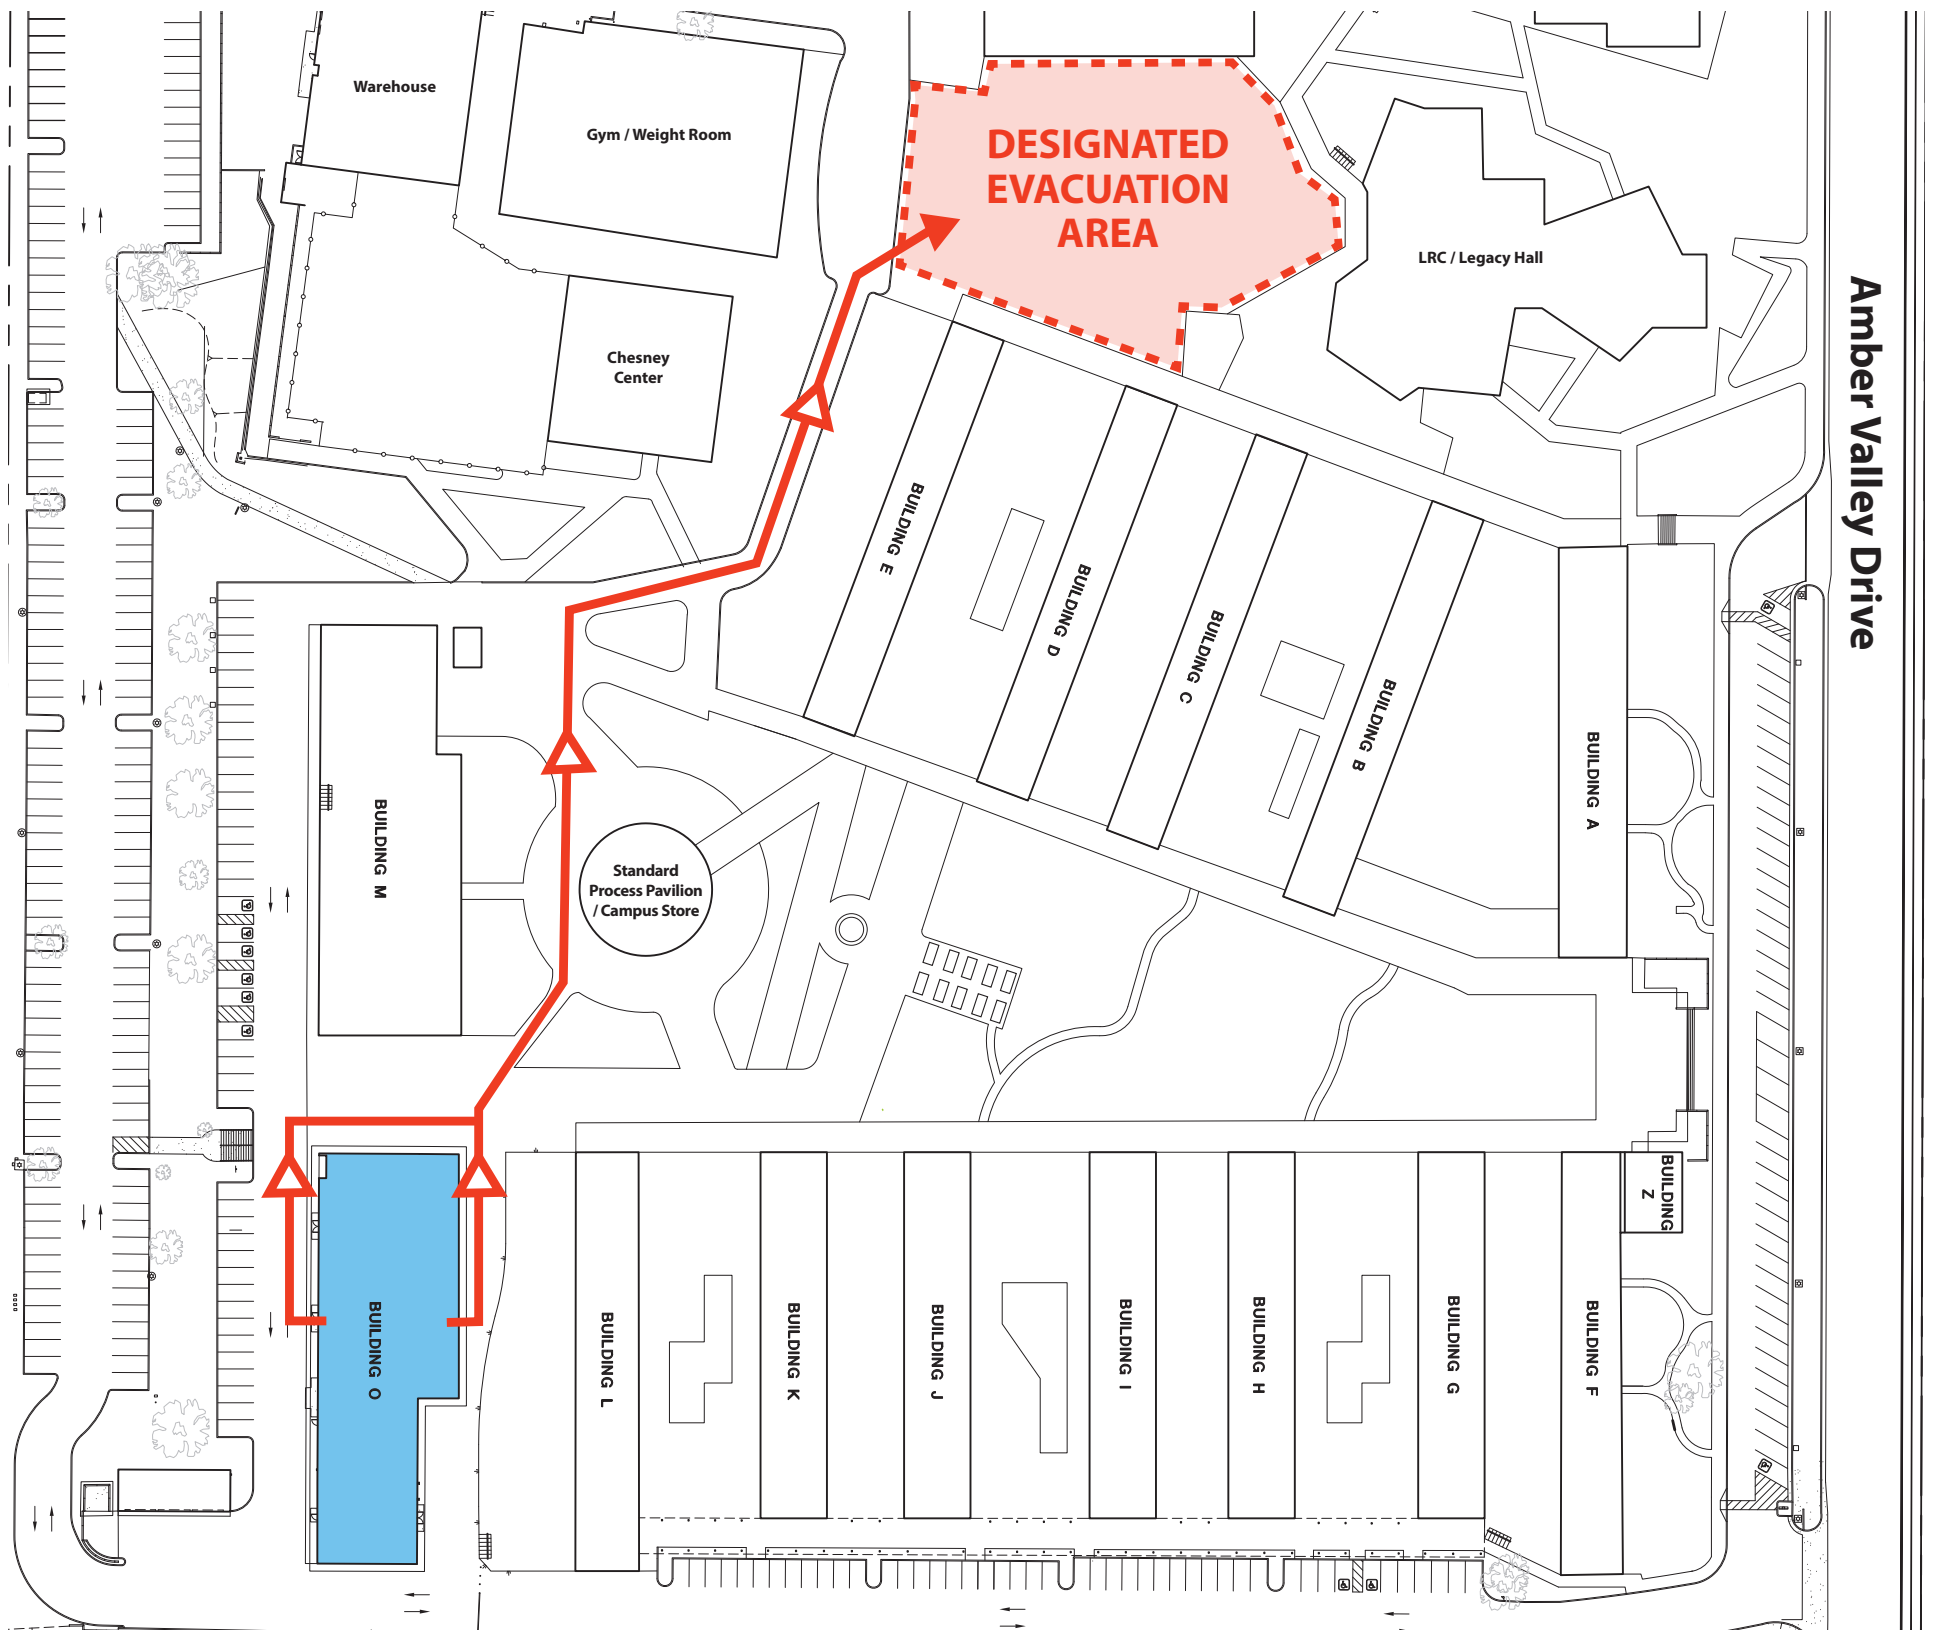 Warehouse
Gym / Weight Room
DESIGNATED
EVACUATION
AREA
LRC / Legacy Hall
Chesney
Center
Amber Valley Drive
BUILDING E
BUILDING D
BUILDING C
BUILDING B
BUILDING A
BUILDING M
Standard
Process Pavilion
/ Campus Store
BUILDING Z
BUILDING O
BUILDING L
BUILDING K
BUILDING J
BUILDING I
BUILDING H
BUILDING G
BUILDING F